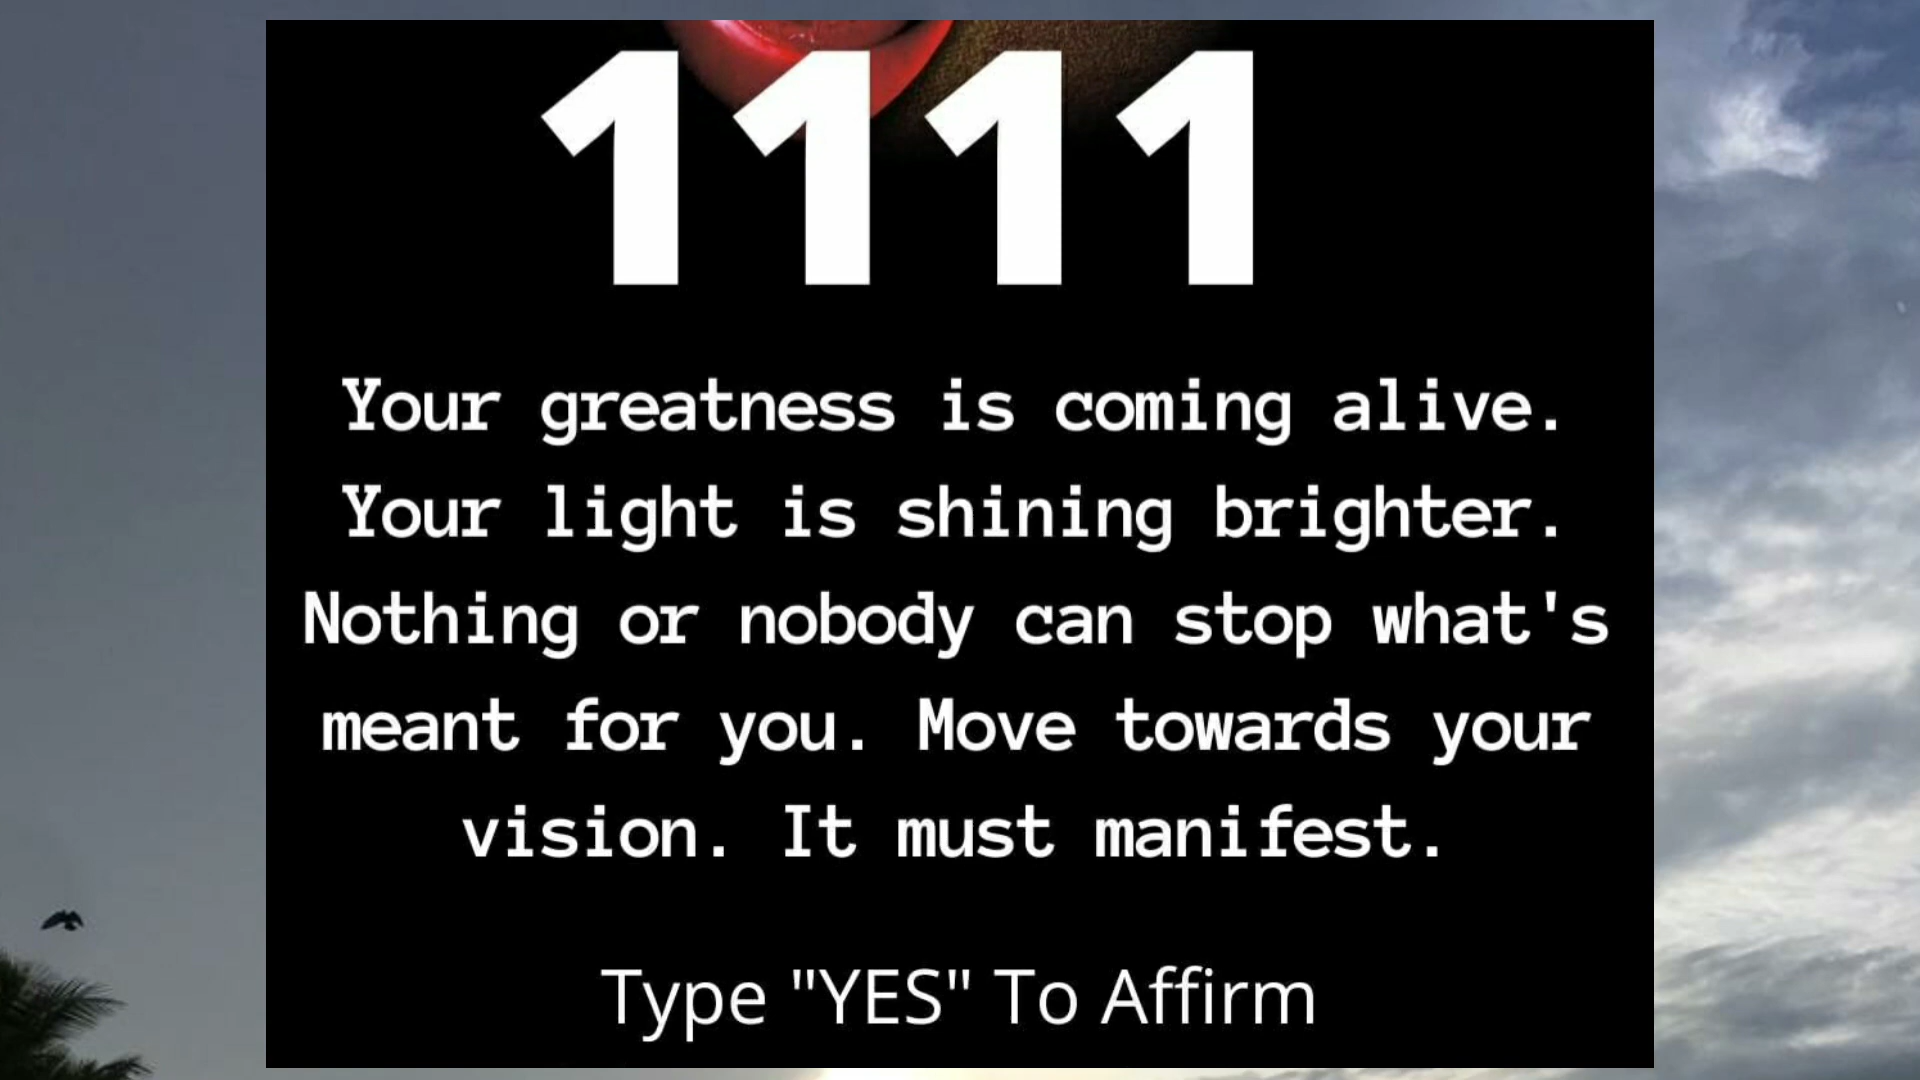 1111
Your greatness is coming alive.
Your light is shining brighter.
Nothing or nobody can stop what's
meant for you. Move towards your
vision. It must manifest.
Type "YES" To Affirm